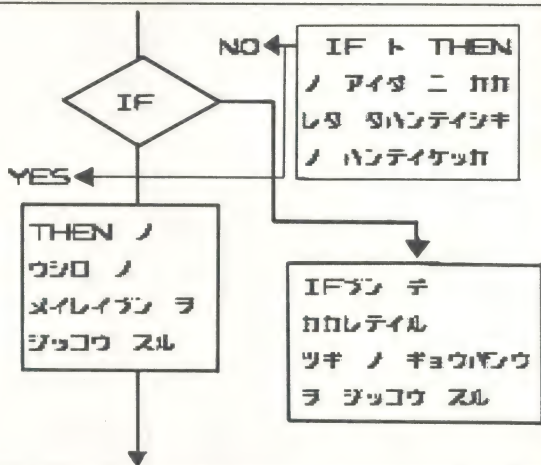 NO
IF ト THEN
ノ アイダ ニ カカ
レタ タハンテイシキ
ノ ハンテイケッカ
IF
YES
THEN ノ
ウシロ ノ
メイレイブン ヲ
ジッコウ スル
IFブン デ
カカレテイル
ツギ ノ ギョウバンウ
ヲ ジッコウ スル